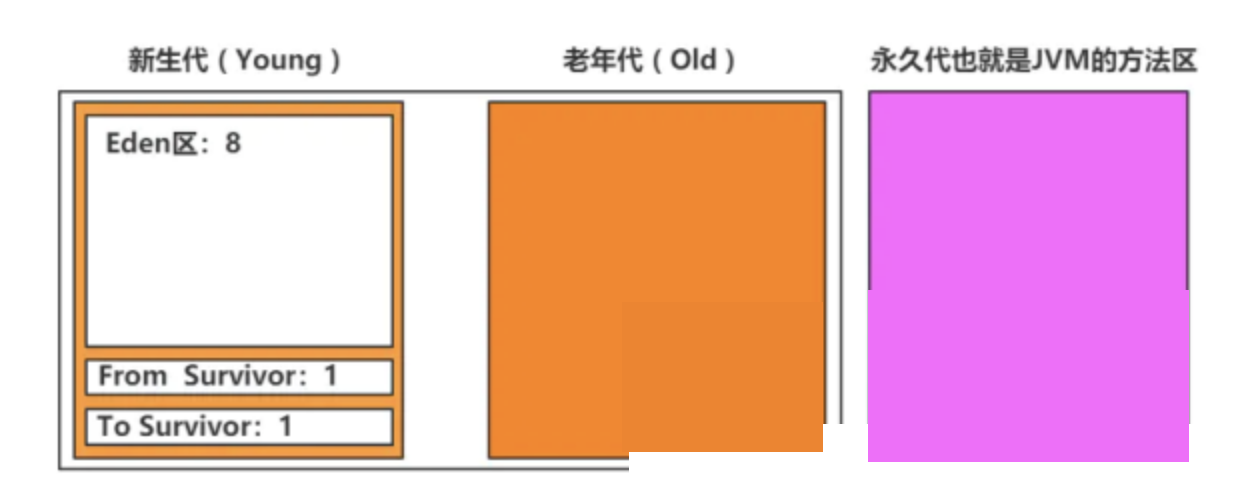 新生代（Young）
老年代（Old）
永久代也就是JVM的方法区
Eden区：8
From Survivor：1
To Survivor：1